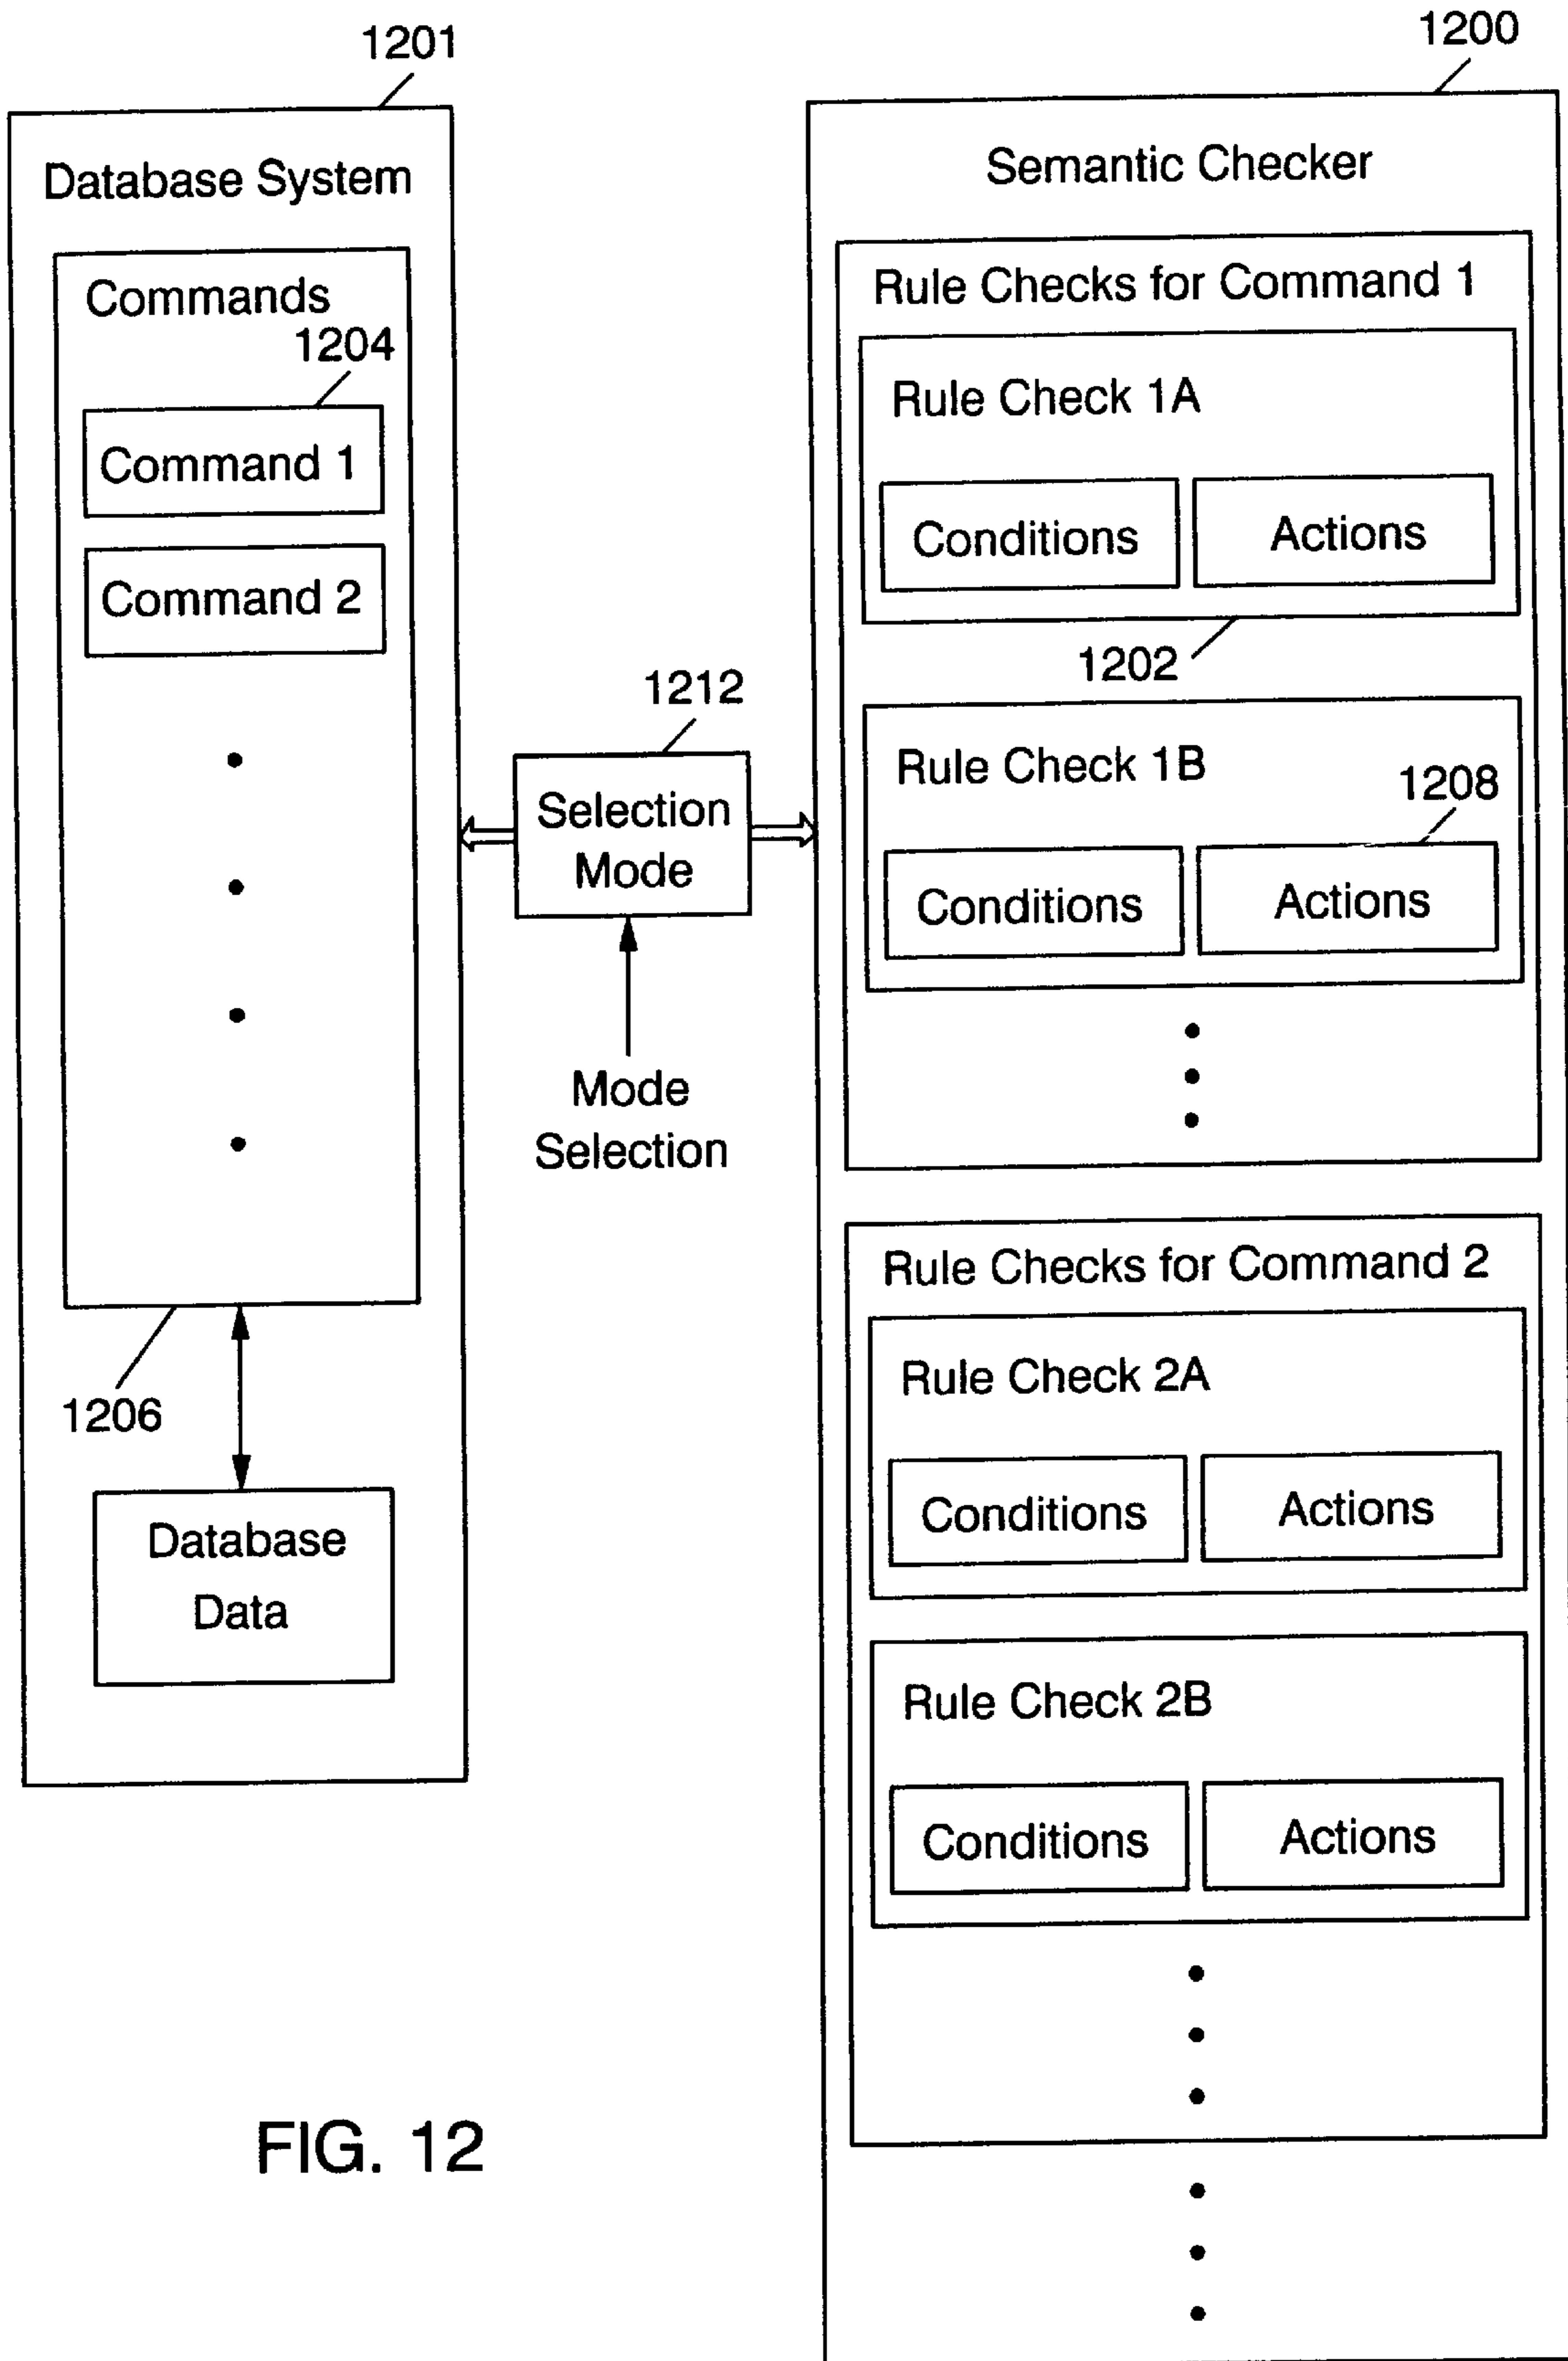 1201
Database System
Commands
1204
Command 1
Command 2
1206
Database
Data
1212
Selection
Mode
Mode
Selection
1200
Semantic Checker
Rule Checks for Command 1
Rule Check 1A
Conditions
Actions
1202
Rule Check 1B
1208
Conditions
Actions
Rule Checks for Command 2
Rule Check 2A
Conditions
Actions
Rule Check 2B
Conditions
Actions
FIG. 12